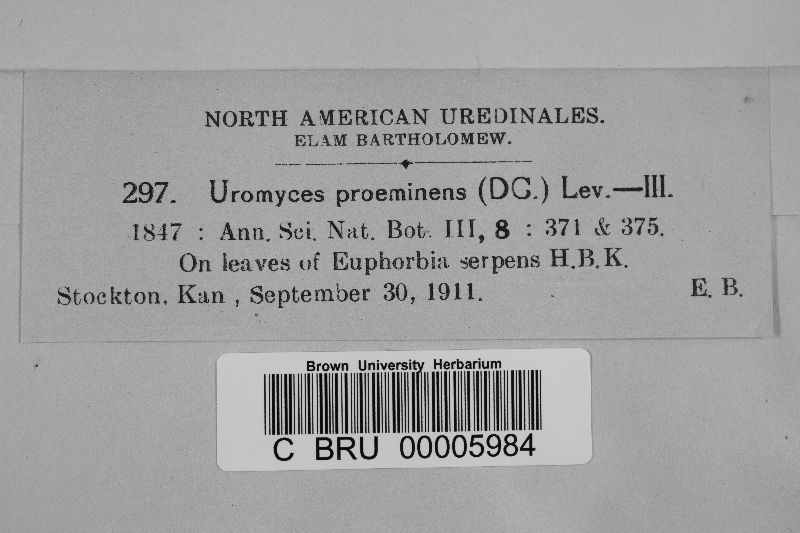 NORTH AMERICAN UREDINALES.
ELAM BARTHOLOMEW.
297. Uromyces proeminens (DC.) Lev.—III.
1847 : Ann. Sci. Nat. Bot. III, 8 : 371 & 375.
On leaves of Euphorbia serpens H.B.K.
Stockton, Kan , September 30, 1911. E. B.
Brown University Herbarium
C BRU 00005984